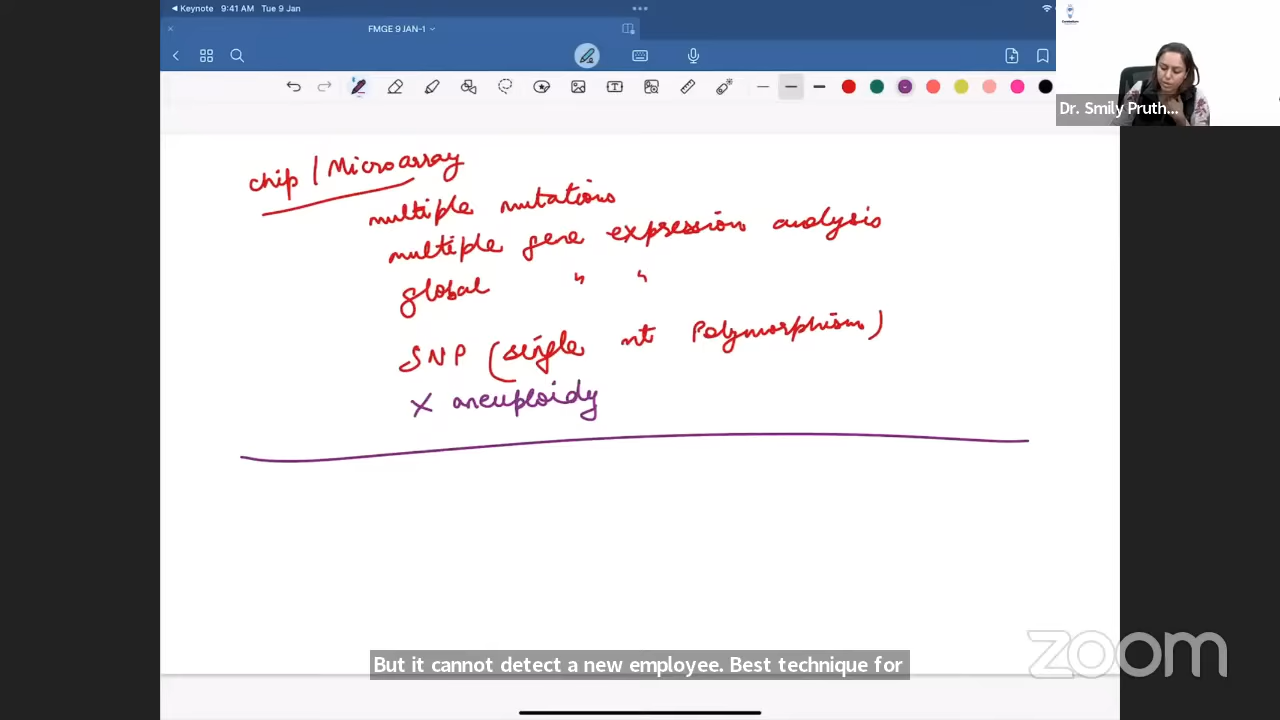 Keynote 9:41 AM Tue 9 Jan
FMGE 9 JAN-1
Dr. Smily Pruth...
chip / Microarray
multiple mutations
multiple gene expression analysis
global " "
SNP (single nt Polymorphism)
X aneuploidy
But it cannot detect a new employee. Best technique for
zoom